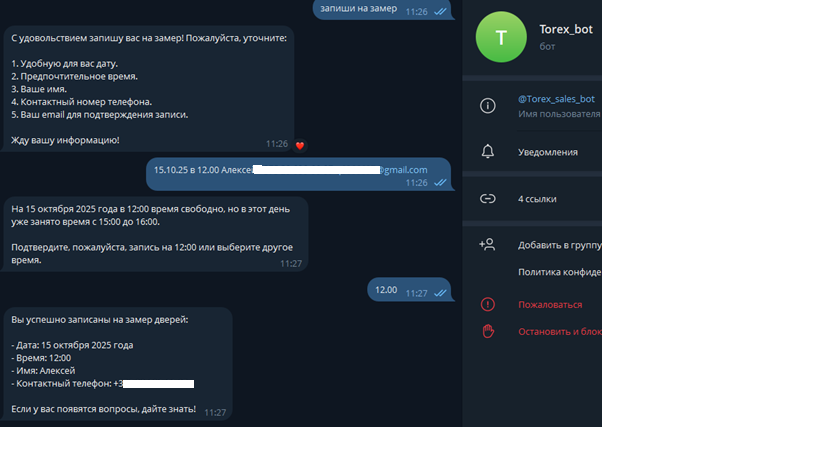 запиши на замер 11:26
С удовольствием запишу вас на замер! Пожалуйста, уточните:
1. Удобную для вас дату.
2. Предпочтительное время.
3. Ваше имя.
4. Контактный номер телефона.
5. Ваш email для подтверждения записи.
Жду вашу информацию!
11:26
15.10.25 в 12.00 Алексе @gmail.com
11:26
На 15 октября 2025 года в 12:00 время свободно, но в этот день
уже занято время с 15:00 до 16:00.
Подтвердите, пожалуйста, запись на 12:00 или выберите другое
время.
11:27
12.00 11:27
Вы успешно записаны на замер дверей:
- Дата: 15 октября 2025 года
- Время: 12:00
- Имя: Алексей
- Контактный телефон: +3
Если у вас появятся вопросы, дайте знать! 11:27
T
Torex_bot
бот
@Torex_sales_bot
Имя пользователя
Уведомления
4 ссылки
Добавить в группу
Политика конфиде
Пожаловаться
Остановить и блок